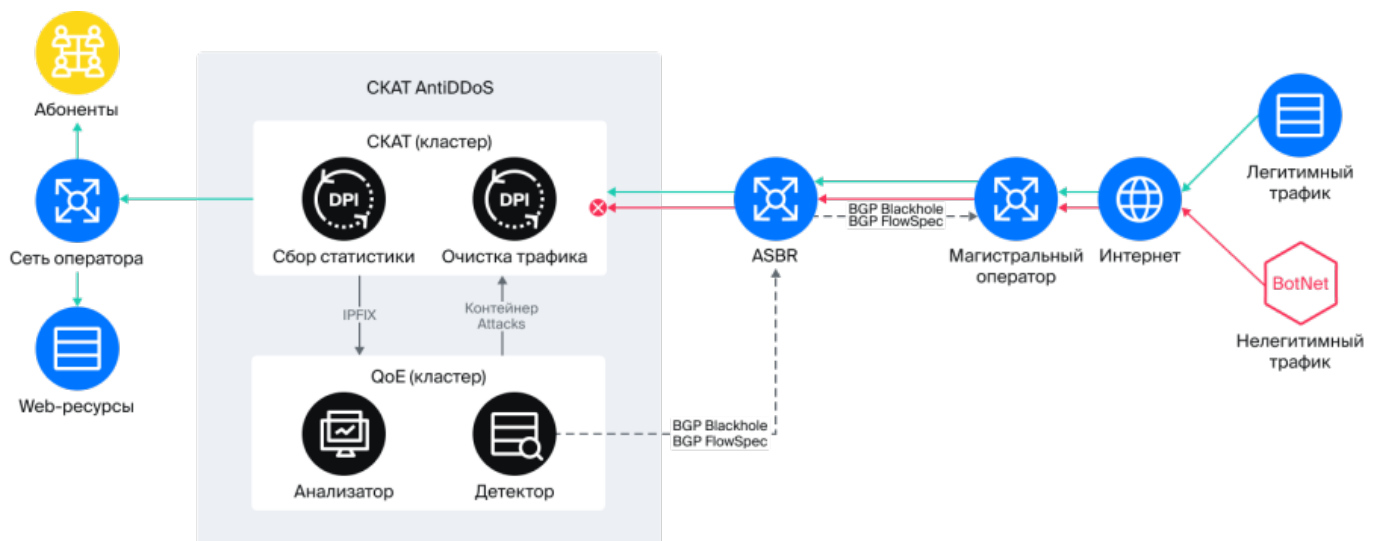 Абоненты
Сеть оператора
Web-ресурсы
СКАТ AntiDDoS
СКАТ (кластер)
DPI
DPI
Сбор статистики
Очистка трафика
IPFIX
Контейнер
Attacks
QoE (кластер)
Анализатор
Детектор
BGP Blackhole
BGP FlowSpec
ASBR
BGP Blackhole
BGP FlowSpec
Магистральный
оператор
Интернет
Легитимный
трафик
BotNet
Нелегитимный
трафик